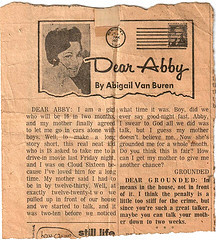 Dear Abby
By Abigail Van Buren
DEAR ABBY: I am a girl
who will be 16 in two months,
and my mother finally agreed
to let me go in cars alone with
boys. Well, to make a long
story short, this real neat kid
who is 18 asked to take me to a
drive-in movie last Friday night,
and I was on Cloud Sixteen be-
cause I've loved him for a long
time. My mother said I had to
be in by twelve-thirty. Well, at
exactly twelve-twenty we
pulled up in front of our house
and we started to talk, and it
was two-ten before we noticed
what time it was. Boy, did we
ever say good-night fast. Abby,
I swear to God all we did was
talk, but I guess my mother
doesn't believe me. Now she's
grounded me for a whole month.
Do you think this is fair? How
can I get my mother to give me
another chance?
GROUNDED
DEAR GROUNDED: In
means in the house, not in front
of it. I think the penalty is
a little too stiff for the crime, but
since you're such a great talker,
maybe you can talk your moth-
er down to two weeks.
still life